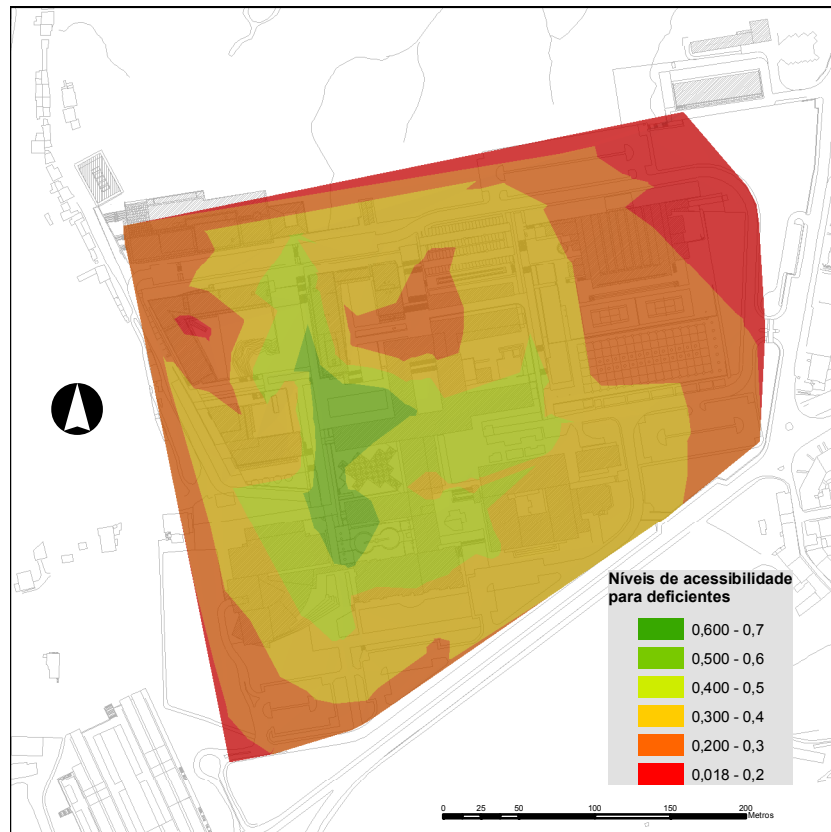 Níveis de acessibilidade
para deficientes
0,600 - 0,7
0,500 - 0,6
0,400 - 0,5
0,300 - 0,4
0,200 - 0,3
0,018 - 0,2
0 25 50 100 150 200
Metros